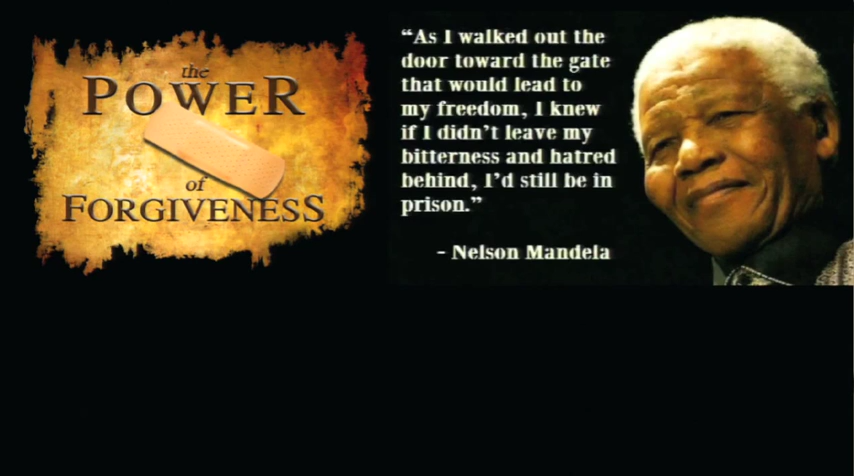 the
POWER
of
FORGIVENESS
“As I walked out the
door toward the gate
that would lead to
my freedom, I knew
if I didn’t leave my
bitterness and hatred
behind, I’d still be in
prison.”
– Nelson Mandela